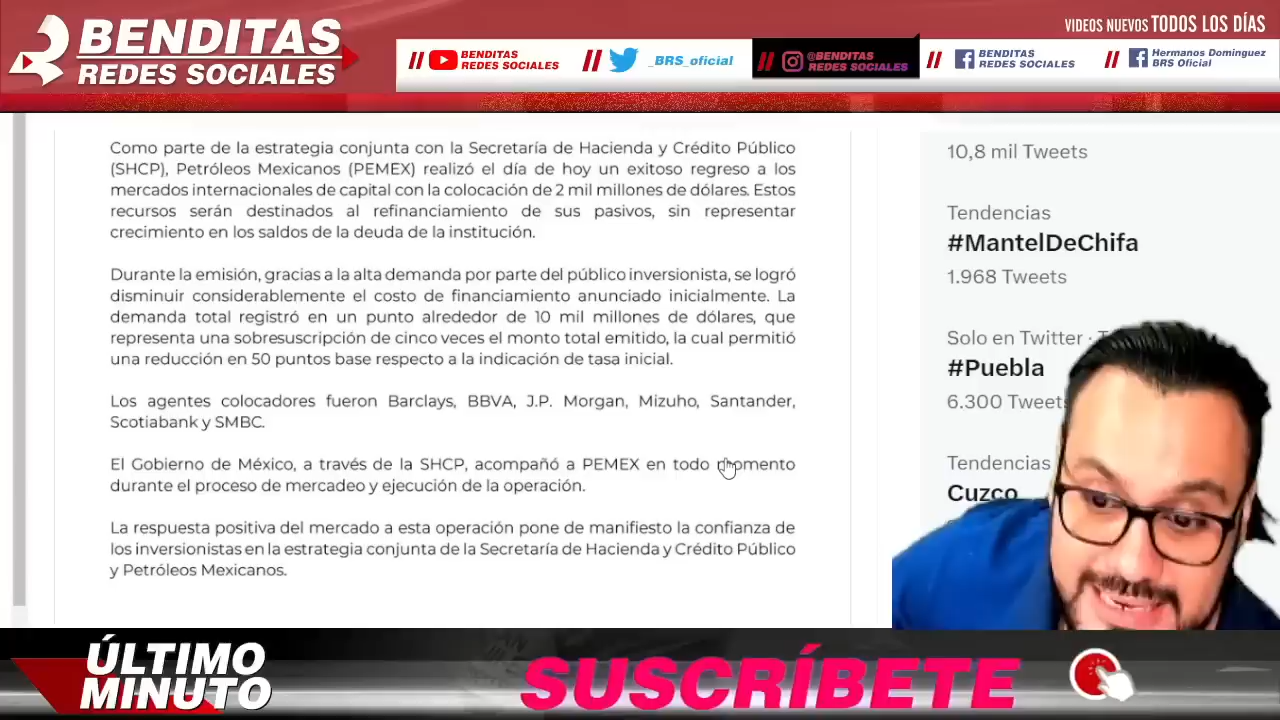 BENDITAS
REDES SOCIALES
VIDEOS NUEVOS TODOS LOS DÍAS
// BENDITAS
REDES SOCIALES
// _BRS_oficial
// @BENDITAS
REDES SOCIALES
// BENDITAS
REDES SOCIALES
// Hermanos Dominguez
BRS Oficial
Como parte de la estrategia conjunta con la Secretaría de Hacienda y Crédito Público
(SHCP), Petróleos Mexicanos (PEMEX) realizó el día de hoy un exitoso regreso a los
mercados internacionales de capital con la colocación de 2 mil millones de dólares. Estos
recursos serán destinados al refinanciamiento de sus pasivos, sin representar
crecimiento en los saldos de la deuda de la institución.
Durante la emisión, gracias a la alta demanda por parte del público inversionista, se logró
disminuir considerablemente el costo de financiamiento anunciado inicialmente. La
demanda total registró en un punto alrededor de 10 mil millones de dólares, que
representa una sobresuscripción de cinco veces el monto total emitido, la cual permitió
una reducción en 50 puntos base respecto a la indicación de tasa inicial.
Los agentes colocadores fueron Barclays, BBVA, J.P. Morgan, Mizuho, Santander,
Scotiabank y SMBC.
El Gobierno de México, a través de la SHCP, acompañó a PEMEX en todo momento
durante el proceso de mercadeo y ejecución de la operación.
La respuesta positiva del mercado a esta operación pone de manifiesto la confianza de
los inversionistas en la estrategia conjunta de la Secretaría de Hacienda y Crédito Público
y Petróleos Mexicanos.
10,8 mil Tweets
Tendencias
#MantelDeChifa
1.968 Tweets
Solo en Twitter ·
#Puebla
6.300 Tweets
Tendencias
Cuzco
ÚLTIMO
MINUTO
SUSCRÍBETE